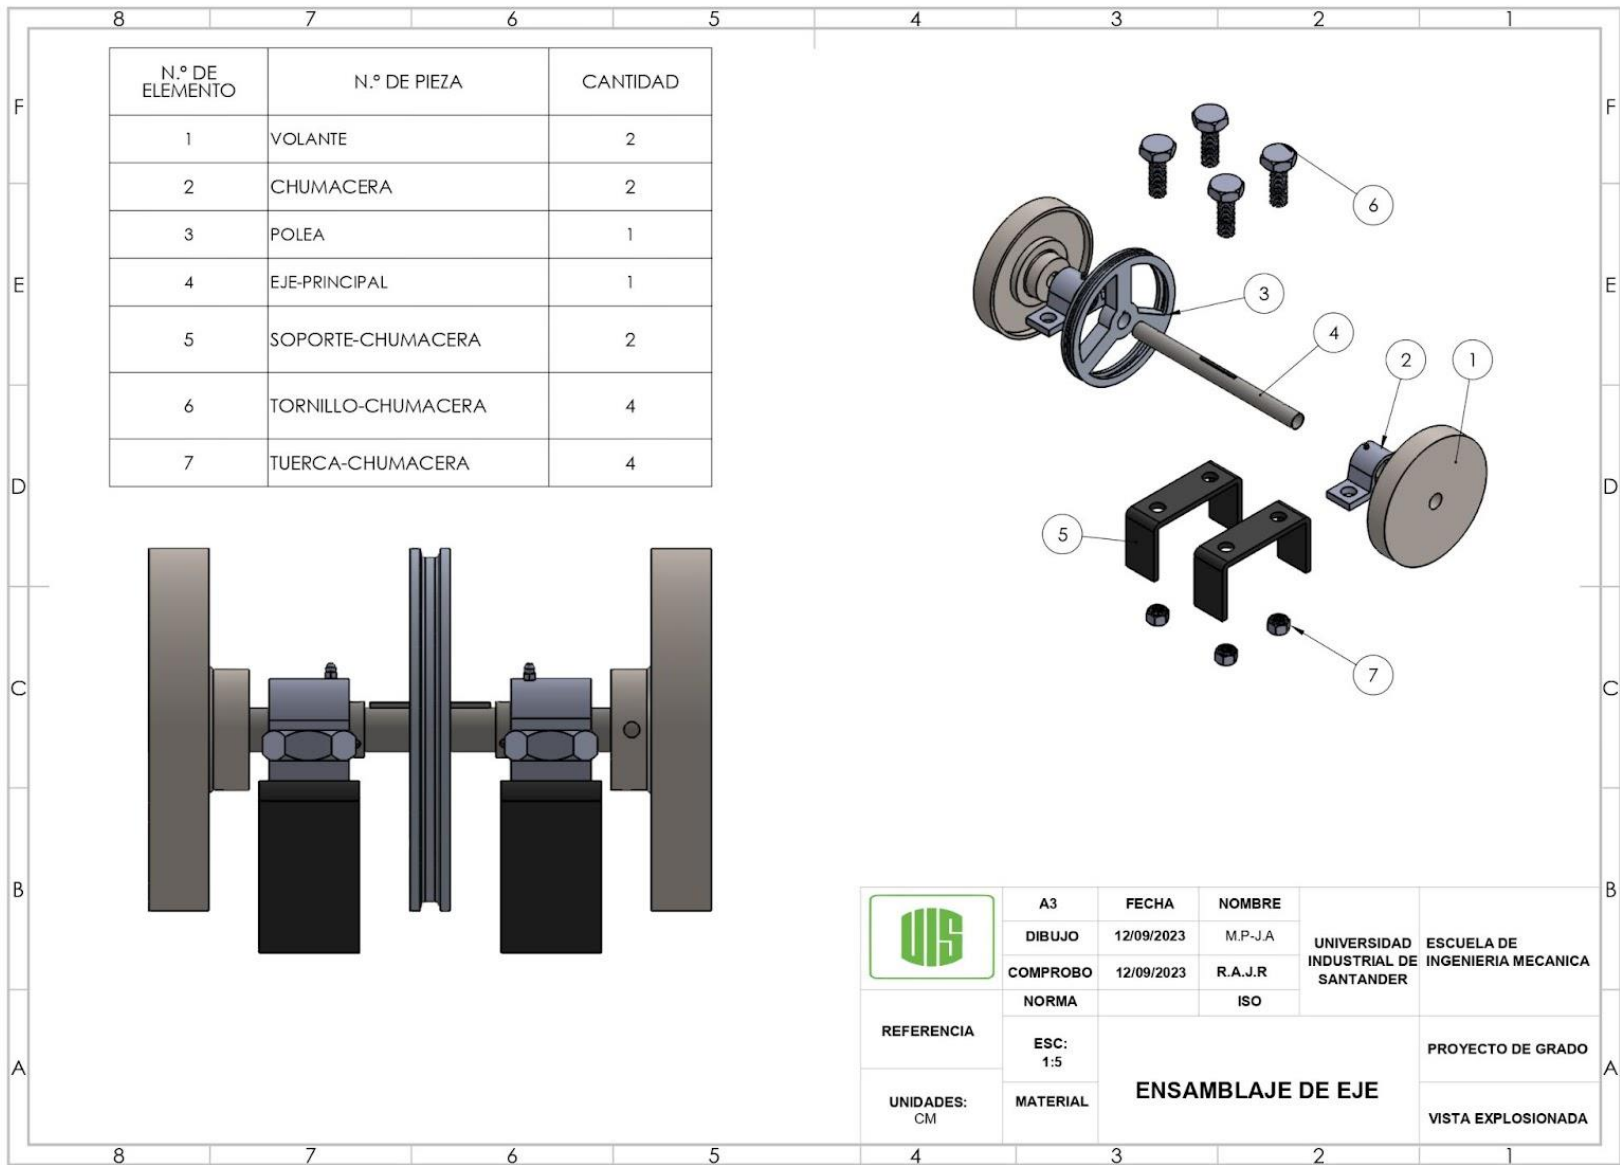 8 7 6 5 4 3 2 1
F
E
D
C
B
A
N.º DE ELEMENTO N.º DE PIEZA CANTIDAD
1 VOLANTE 2
2 CHUMACERA 2
3 POLEA 1
4 EJE-PRINCIPAL 1
5 SOPORTE-CHUMACERA 2
6 TORNILLO-CHUMACERA 4
7 TUERCA-CHUMACERA 4
6
3
4
2
1
5
7
F
E
D
C
B
A
UIS
A3 FECHA NOMBRE
DIBUJO 12/09/2023 M.P-J.A
COMPROBO 12/09/2023 R.A.J.R
NORMA ISO
UNIVERSIDAD
INDUSTRIAL DE
SANTANDER
ESCUELA DE
INGENIERIA MECANICA
REFERENCIA
ESC:
1:5
UNIDADES:
CM
MATERIAL
ENSAMBLAJE DE EJE
PROYECTO DE GRADO
VISTA EXPLOSIONADA
8 7 6 5 4 3 2 1